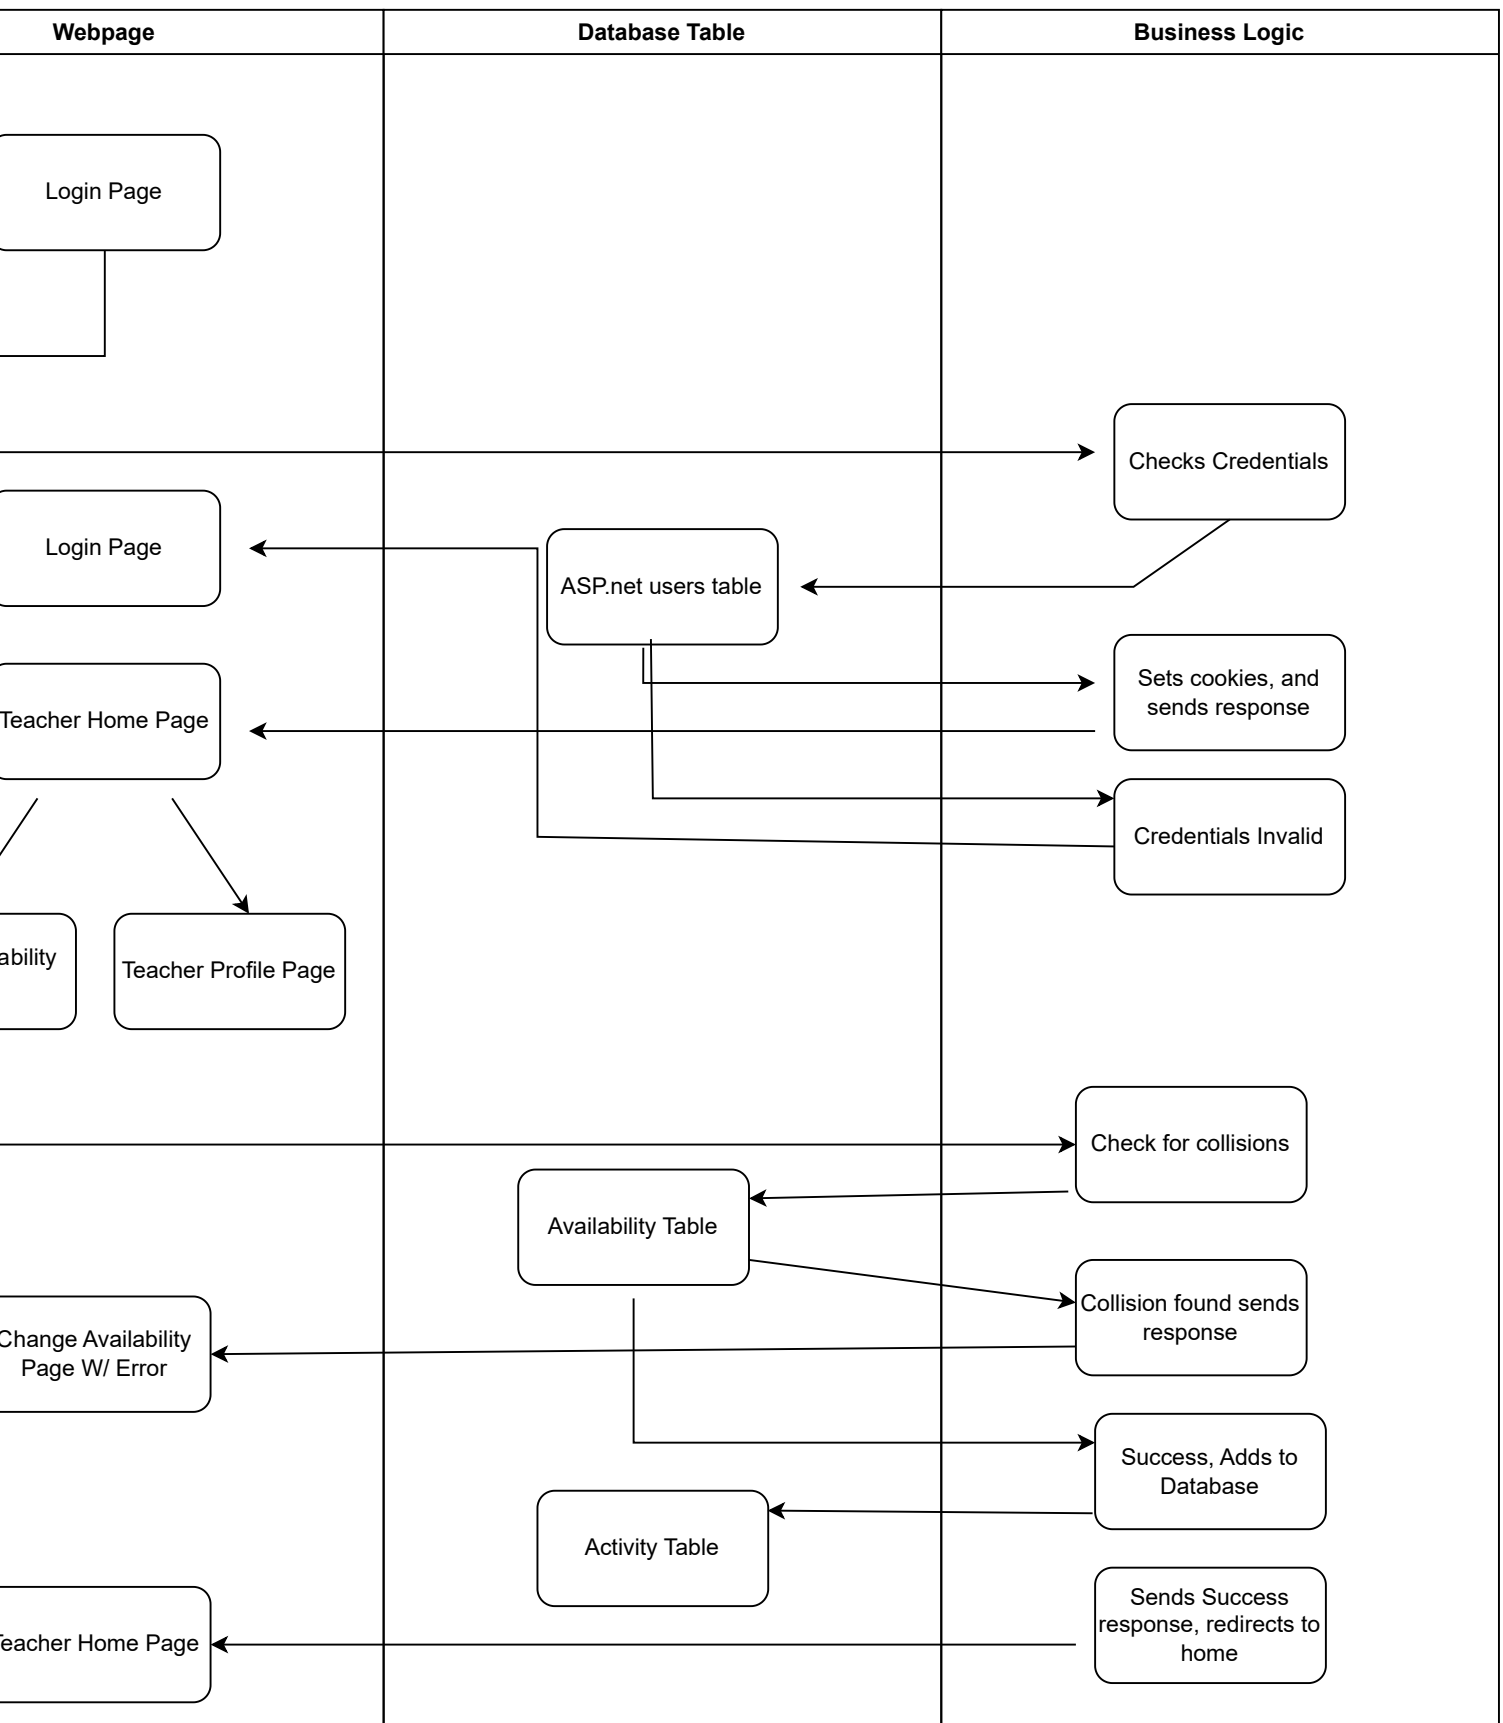 Webpage
Database Table
Business Logic
Login Page
Checks Credentials
Login Page
ASP.net users table
Sets cookies, and
sends response
Teacher Home Page
Credentials Invalid
ability
Teacher Profile Page
Check for collisions
Availability Table
Collision found sends
response
Change Availability
Page W/ Error
Success, Adds to
Database
Activity Table
Sends Success
response, redirects to
home
Teacher Home Page